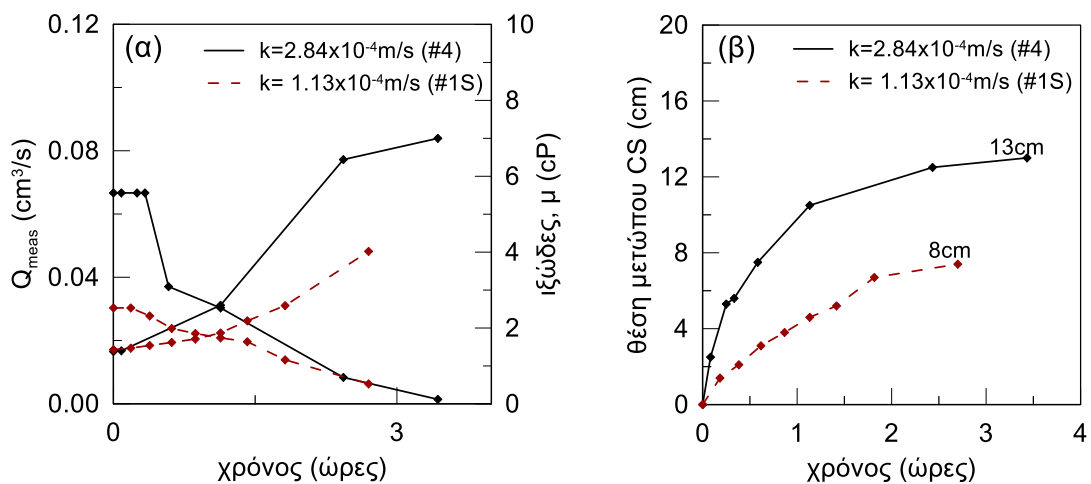 (α)
k=2.84x10⁻⁴m/s (#4)
k= 1.13x10⁻⁴m/s (#1S)
0.12
0.08
0.04
0.00
Q_meas (cm³/s)
10
8
6
4
2
0
ιξώδες, μ (cP)
0
3
χρόνος (ώρες)
(β)
k=2.84x10⁻⁴m/s (#4)
k= 1.13x10⁻⁴m/s (#1S)
20
16
12
8
4
0
θέση μετώπου CS (cm)
13cm
8cm
0
1
2
3
4
χρόνος (ώρες)